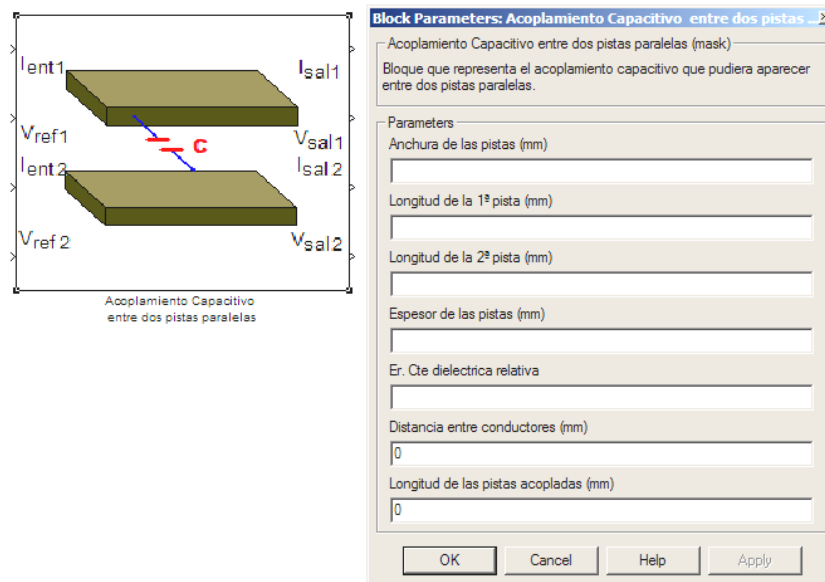 Ient1
Isal1
Vref1
C
Vsal1
Ient2
Isal2
Vref2
Vsal2
Acoplamiento Capacitivo
entre dos pistas paralelas
Block Parameters: Acoplamiento Capacitivo entre dos pistas ...
Acoplamiento Capacitivo entre dos pistas paralelas (mask)
Bloque que representa el acoplamiento capacitivo que pudiera aparecer
entre dos pistas paralelas.
Parameters
Anchura de las pistas (mm)
Longitud de la 1ª pista (mm)
Longitud de la 2ª pista (mm)
Espesor de las pistas (mm)
Er. Cte dielectrica relativa
Distancia entre conductores (mm)
0
Longitud de las pistas acopladas (mm)
0
OK Cancel Help Apply